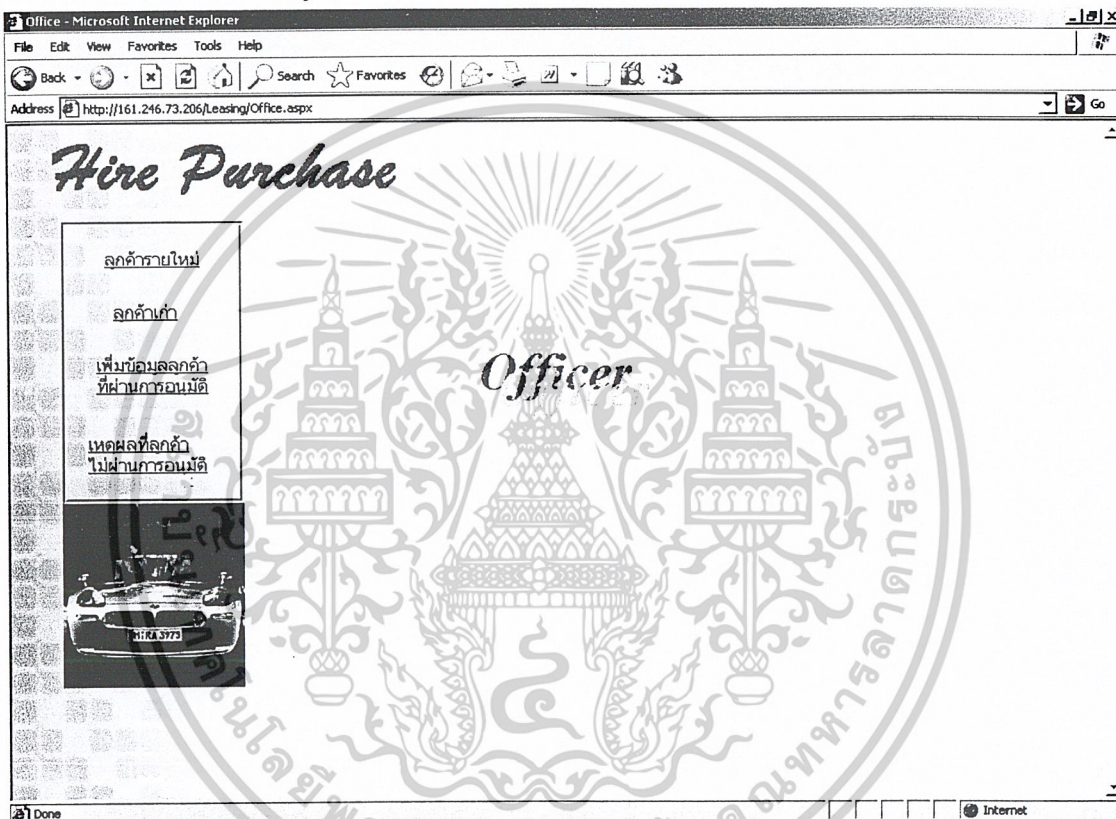 Office - Microsoft Internet Explorer
File Edit View Favorites Tools Help
Back Search Favorites
Address http://161.246.73.206/Leasing/Office.aspx Go
Hire Purchase
ลูกค้ารายใหม่
ลูกค้าเก่า
เพิ่มข้อมูลลูกค้า
ที่ผ่านการอนุมัติ
Officer
เหตุผลที่ลูกค้า
ไม่ผ่านการอนุมัติ
Done Internet